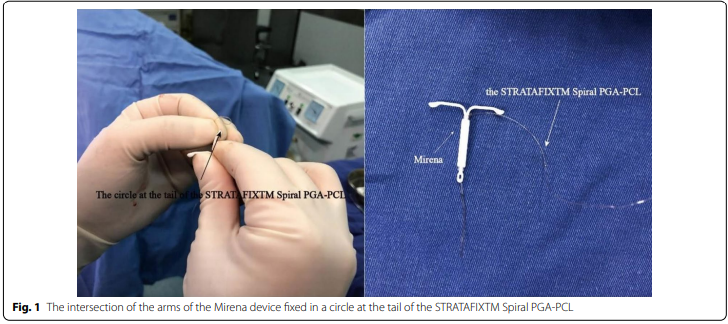 the STRATAFIXTM Spiral PGA-PCL
Mirena
The circle at the tail of the STRATAFIXTM Spiral PGA-PCL
Fig. 1 The intersection of the arms of the Mirena device fixed in a circle at the tail of the STRATAFIXTM Spiral PGA-PCL